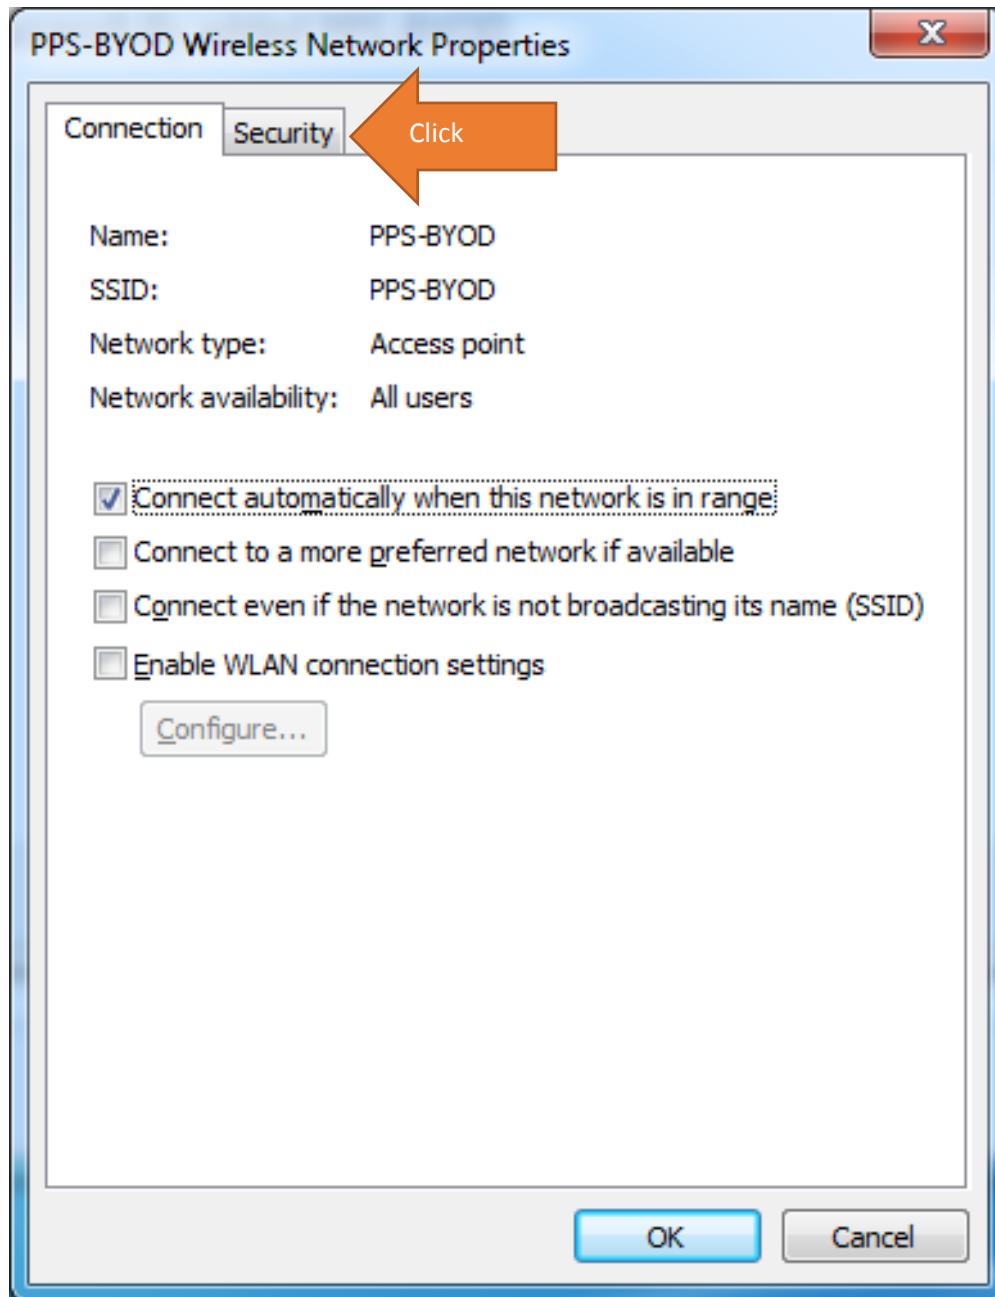 PPS-BYOD Wireless Network Properties
Connection Security Click
Name: PPS-BYOD
SSID: PPS-BYOD
Network type: Access point
Network availability: All users
Connect automatically when this network is in range
Connect to a more preferred network if available
Connect even if the network is not broadcasting its name (SSID)
Enable WLAN connection settings
Configure...
OK Cancel